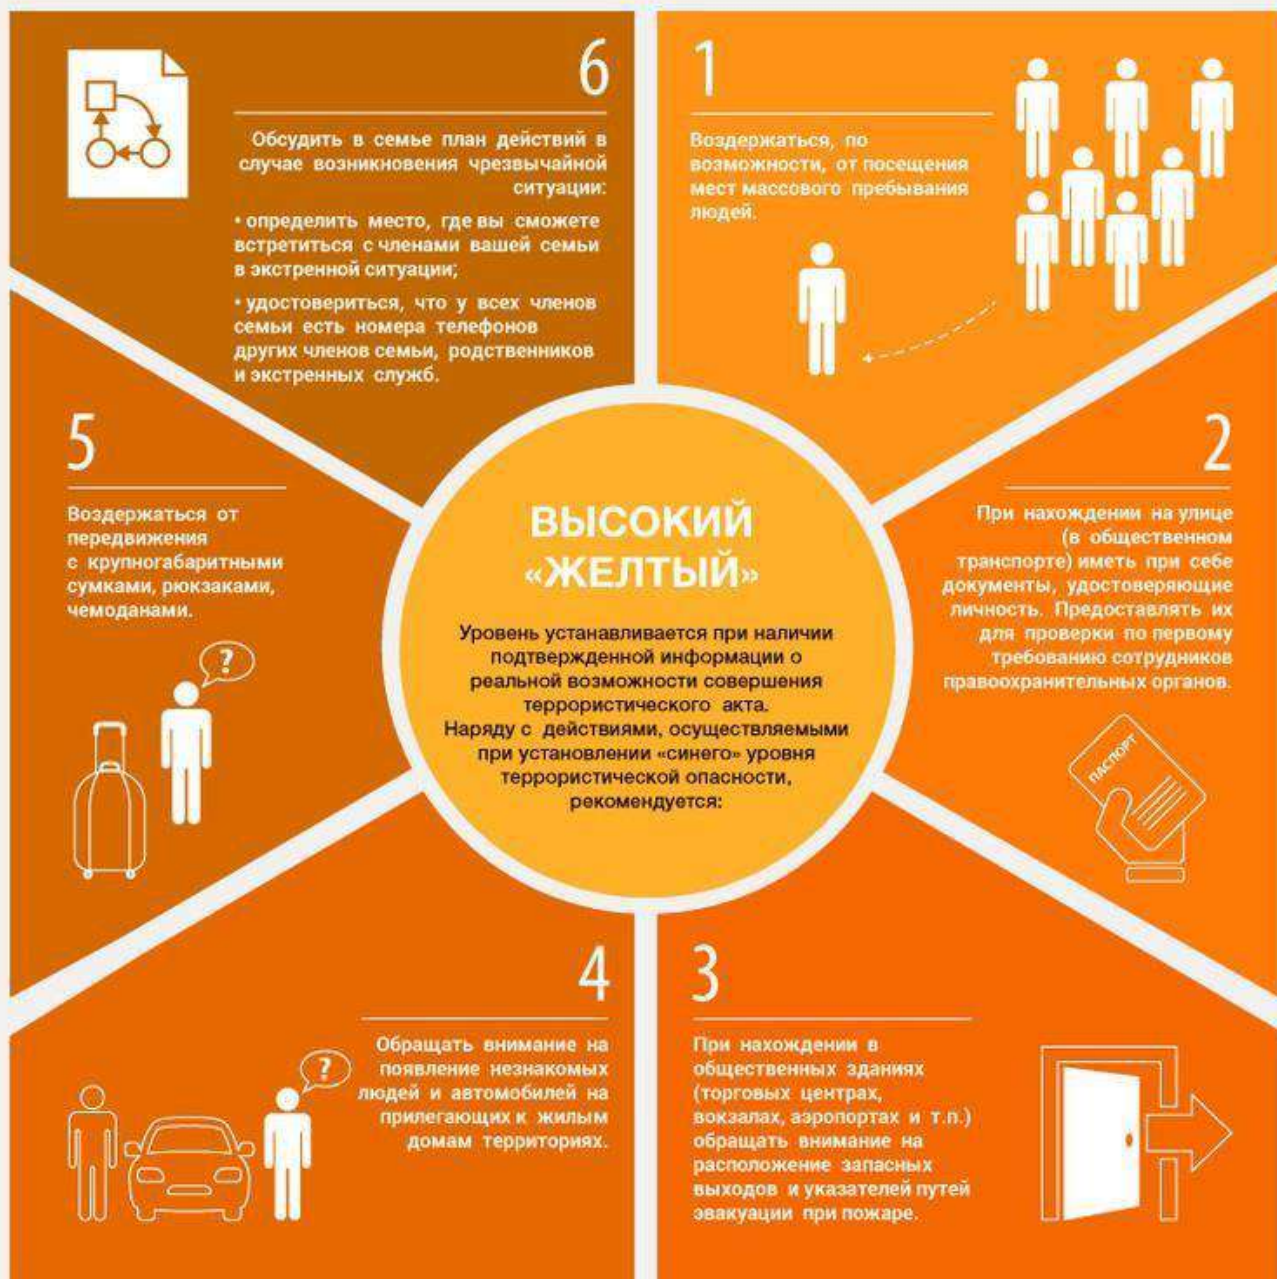 ВЫСОКИЙ
«ЖЕЛТЫЙ»
Уровень устанавливается при наличии
подтвержденной информации о
реальной возможности совершения
террористического акта.
Наряду с действиями, осуществляемыми
при установлении «синего» уровня
террористической опасности,
рекомендуется:
1
Воздержаться, по
возможности, от посещения
мест массового пребывания
людей.
2
При нахождении на улице
(в общественном
транспорте) иметь при себе
документы, удостоверяющие
личность. Предоставлять их
для проверки по первому
требованию сотрудников
правоохранительных органов.
ПАСПОРТ
3
При нахождении в
общественных зданиях
(торговых центрах,
вокзалах, аэропортах и т.п.)
обращать внимание на
расположение запасных
выходов и указателей путей
эвакуации при пожаре.
4
Обращать внимание на
появление незнакомых
людей и автомобилей на
прилегающих к жилым
домам территориях.
?
5
Воздержаться от
передвижения
с крупногабаритными
сумками, рюкзаками,
чемоданами.
?
6
Обсудить в семье план действий в
случае возникновения чрезвычайной
ситуации:
• определить место, где вы сможете
встретиться с членами вашей семьи
в экстренной ситуации;
• удостовериться, что у всех членов
семьи есть номера телефонов
других членов семьи, родственников
и экстренных служб.